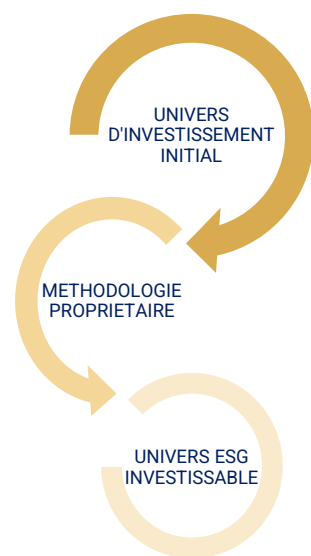 UNIVERS
D'INVESTISSEMENT
INITIAL
METHODOLOGIE
PROPRIETAIRE
UNIVERS ESG
INVESTISSABLE